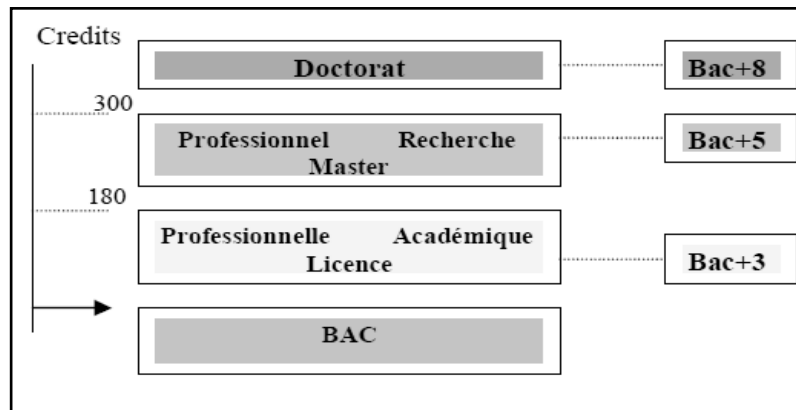 Credits
Doctorat Bac+8
300
Professionnel Recherche Bac+5
Master
180
Professionnelle Académique
Licence Bac+3
BAC